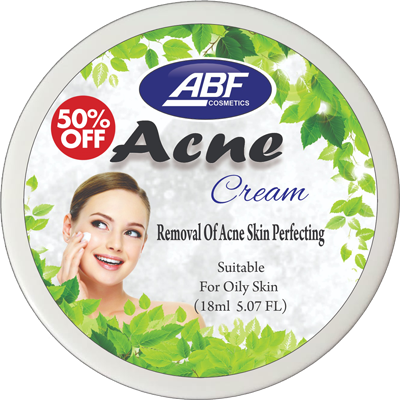 ABF
COSMETICS
50%
OFF
Acne
Cream
Removal Of Acne Skin Perfecting
Suitable
For Oily Skin
(18ml 5.07 FL)